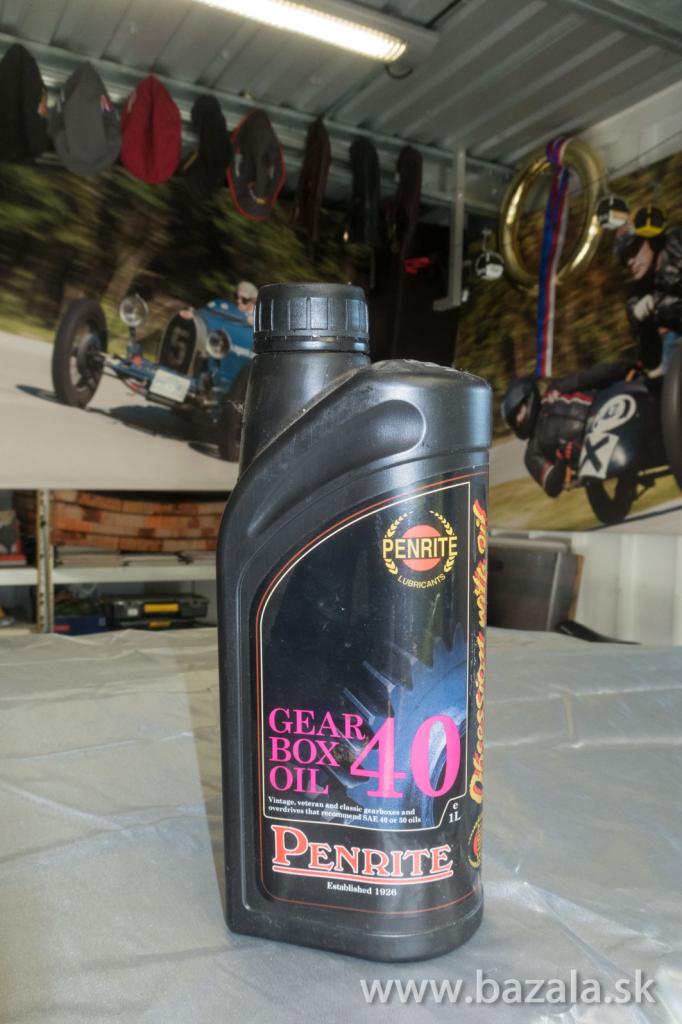 5
PENRITE
LUBRICANTS
Obsessed with oil
GEAR
BOX
OIL
40
Vintage, veteran and classic gearboxes and
overdrives that recommend SAE 40 or 50 oils
e
1L
PENRITE
Established 1926
www.bazala.sk